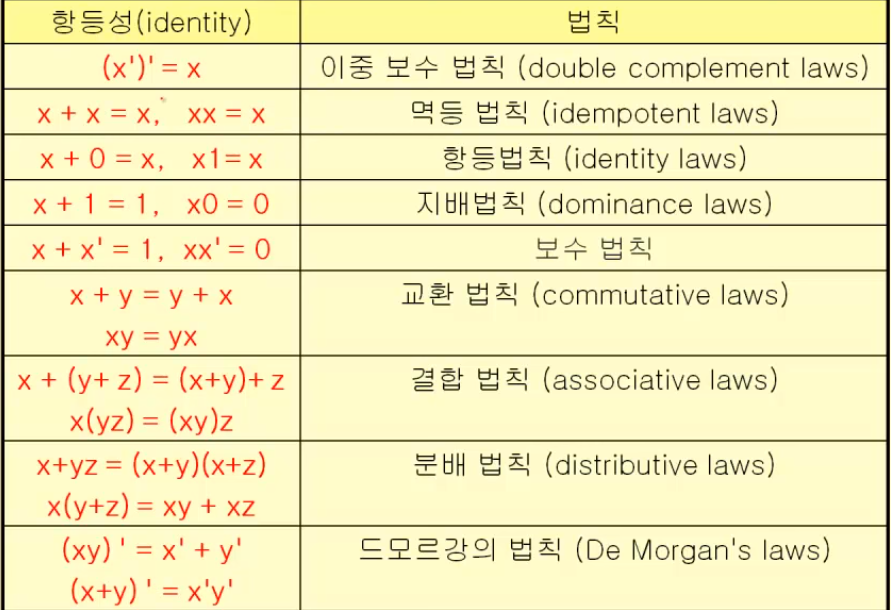 항등성(identity) 법칙
(x')' = x 이중 보수 법칙 (double complement laws)
x + x = x, xx = x 멱등 법칙 (idempotent laws)
x + 0 = x, x1= x 항등법칙 (identity laws)
x + 1 = 1, x0 = 0 지배법칙 (dominance laws)
x + x' = 1, xx' = 0 보수 법칙
x + y = y + x 교환 법칙 (commutative laws)
xy = yx
x + (y+ z) = (x+y)+ z 결합 법칙 (associative laws)
x(yz) = (xy)z
x+yz = (x+y)(x+z) 분배 법칙 (distributive laws)
x(y+z) = xy + xz
(xy) ' = x' + y' 드모르강의 법칙 (De Morgan's laws)
(x+y) ' = x'y'